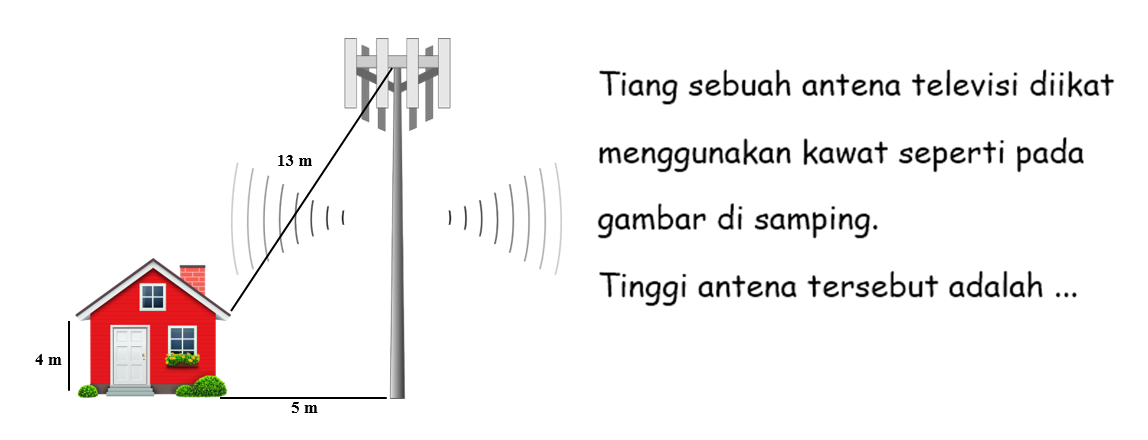 Tiang sebuah antena televisi diikat
menggunakan kawat seperti pada
gambar di samping.
Tinggi antena tersebut adalah ...
13 m
4 m
5 m